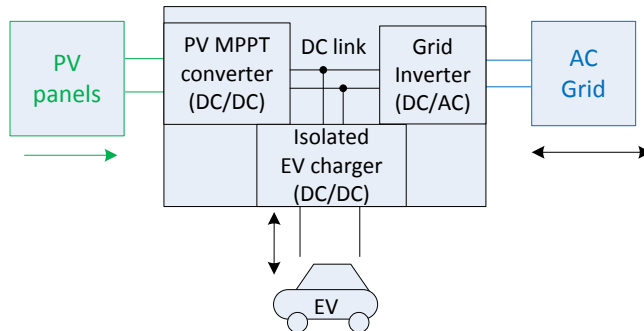 PV
panels
PV MPPT
converter
(DC/DC)
DC link
Grid
Inverter
(DC/AC)
AC
Grid
Isolated
EV charger
(DC/DC)
EV